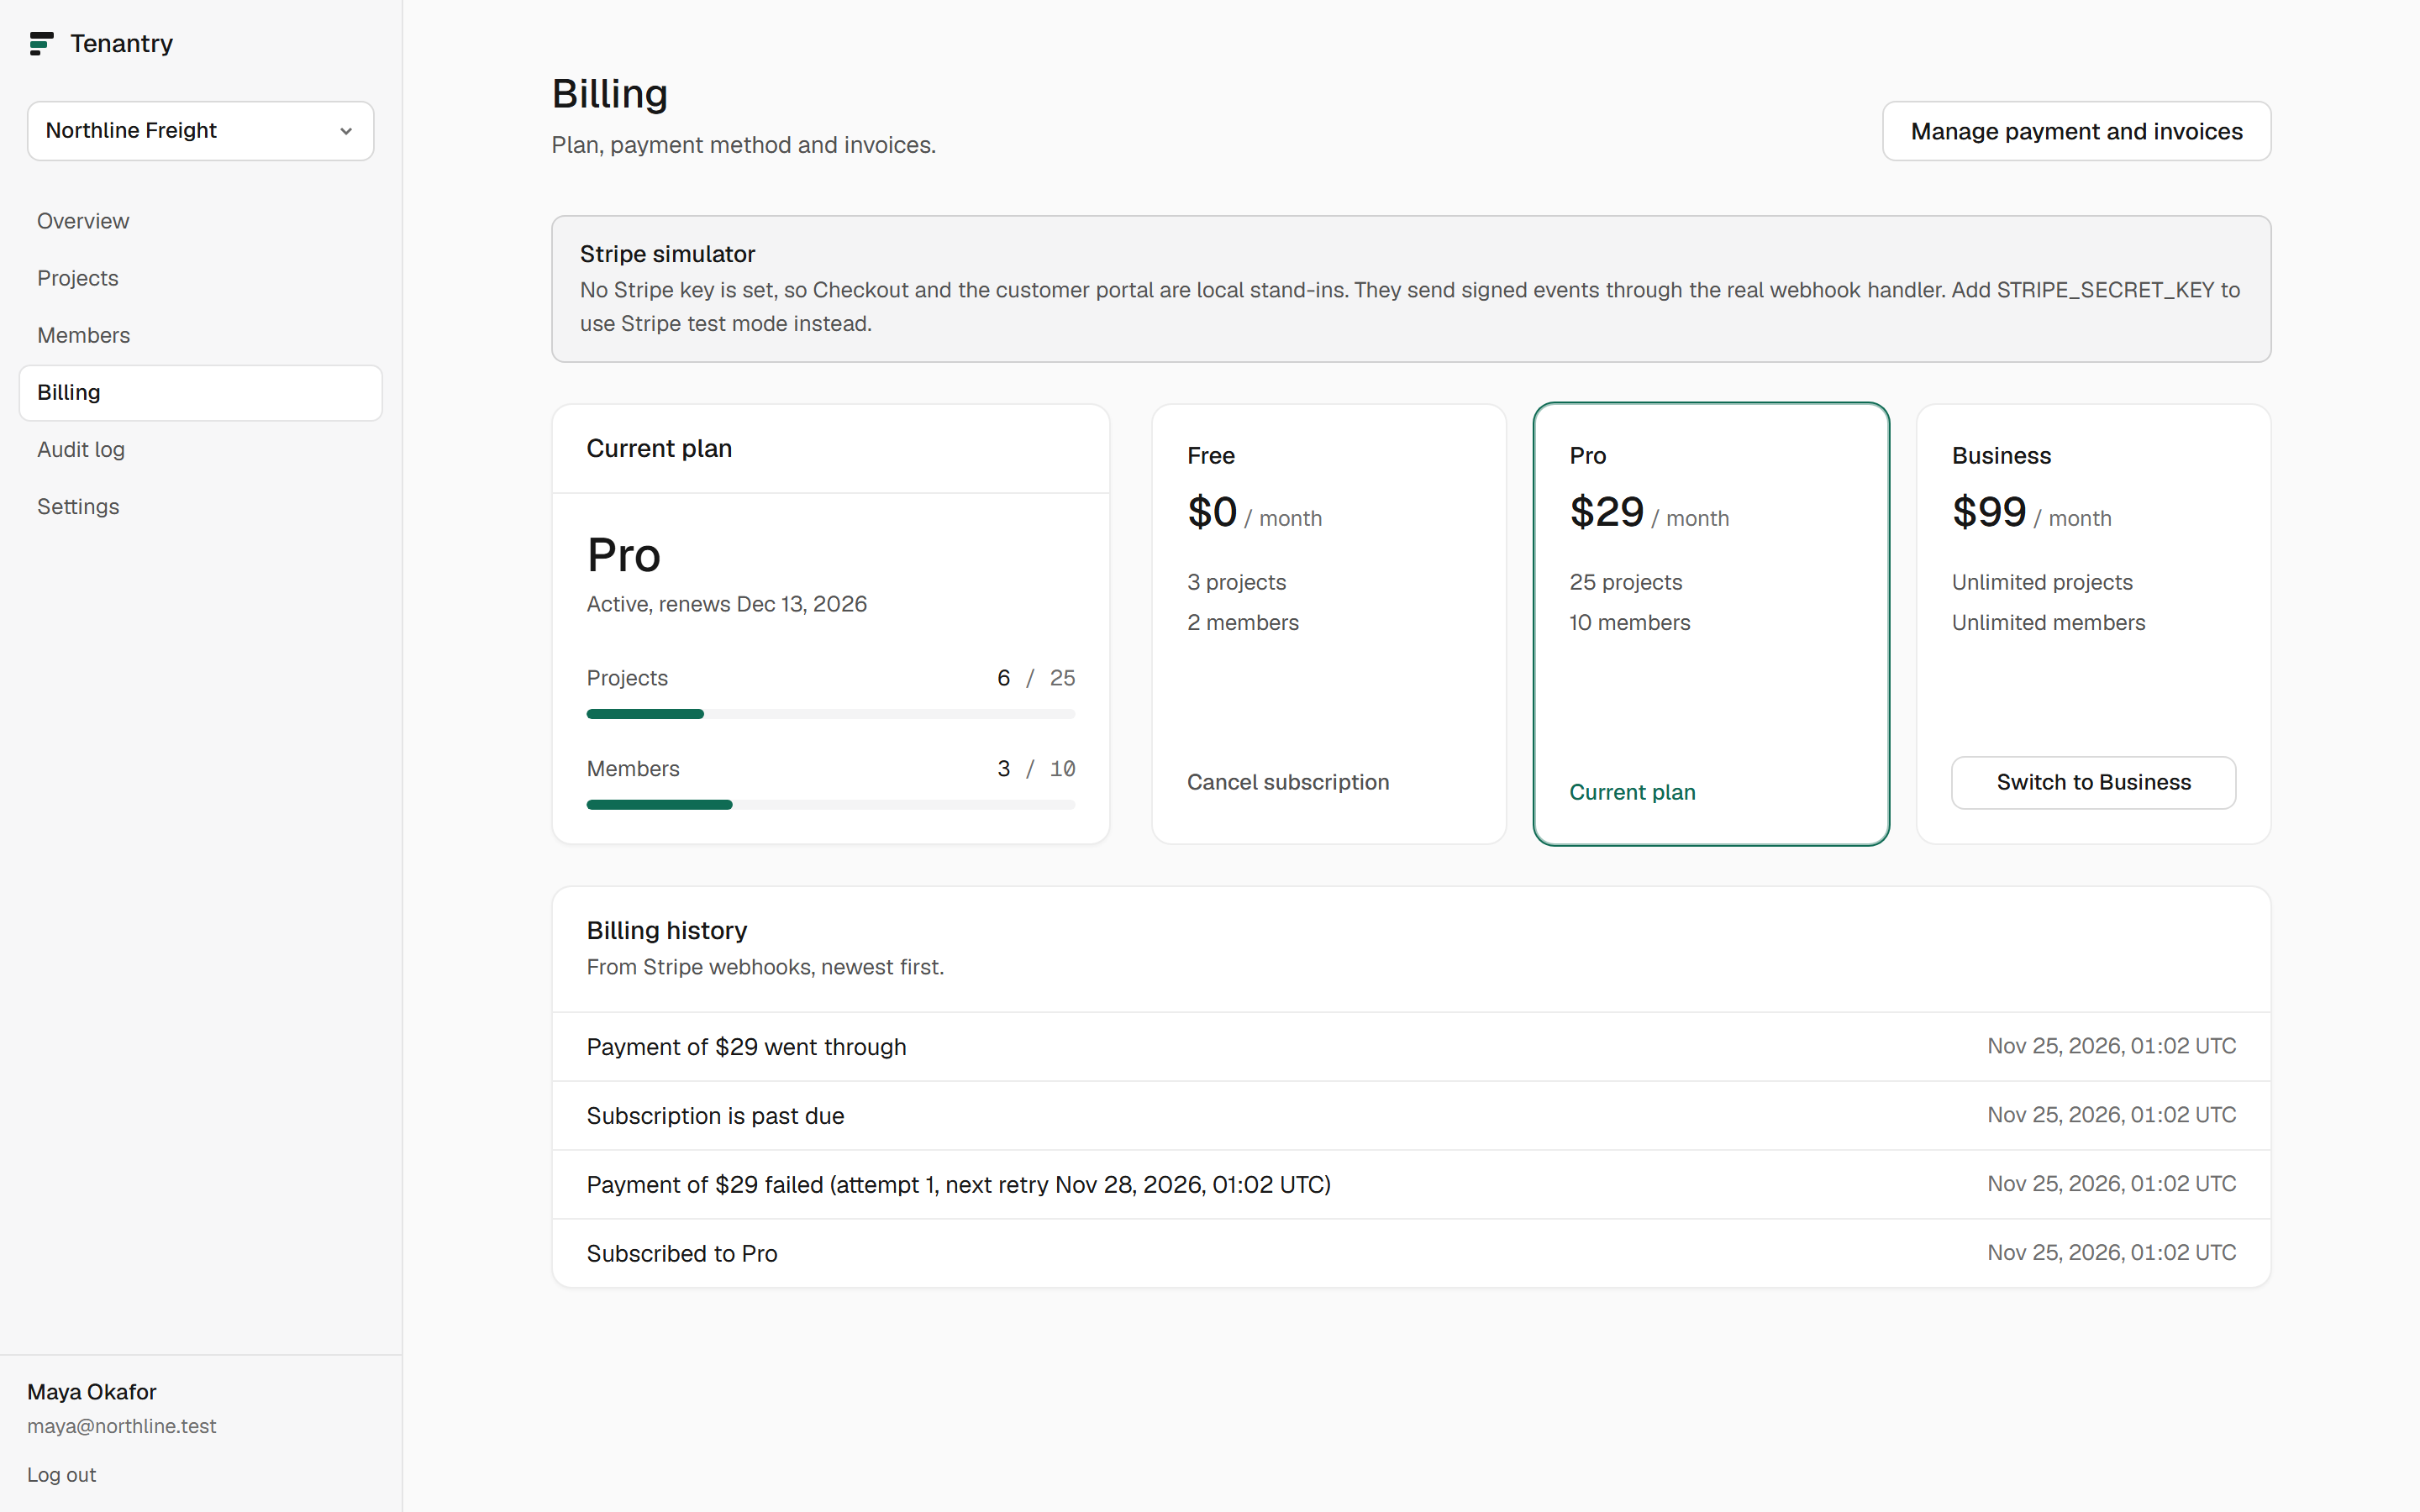 Tenantry
Northline Freight
Overview
Projects
Members
Billing
Audit log
Settings
Maya Okafor
maya@northline.test
Log out
Billing
Plan, payment method and invoices.
Manage payment and invoices
Stripe simulator
No Stripe key is set, so Checkout and the customer portal are local stand-ins. They send signed events through the real webhook handler. Add STRIPE_SECRET_KEY to
use Stripe test mode instead.
Current plan
Pro
Active, renews Dec 13, 2026
Projects 6 / 25
Members 3 / 10
Free
$0 / month
3 projects
2 members
Cancel subscription
Pro
$29 / month
25 projects
10 members
Current plan
Business
$99 / month
Unlimited projects
Unlimited members
Switch to Business
Billing history
From Stripe webhooks, newest first.
Payment of $29 went through Nov 25, 2026, 01:02 UTC
Subscription is past due Nov 25, 2026, 01:02 UTC
Payment of $29 failed (attempt 1, next retry Nov 28, 2026, 01:02 UTC) Nov 25, 2026, 01:02 UTC
Subscribed to Pro Nov 25, 2026, 01:02 UTC